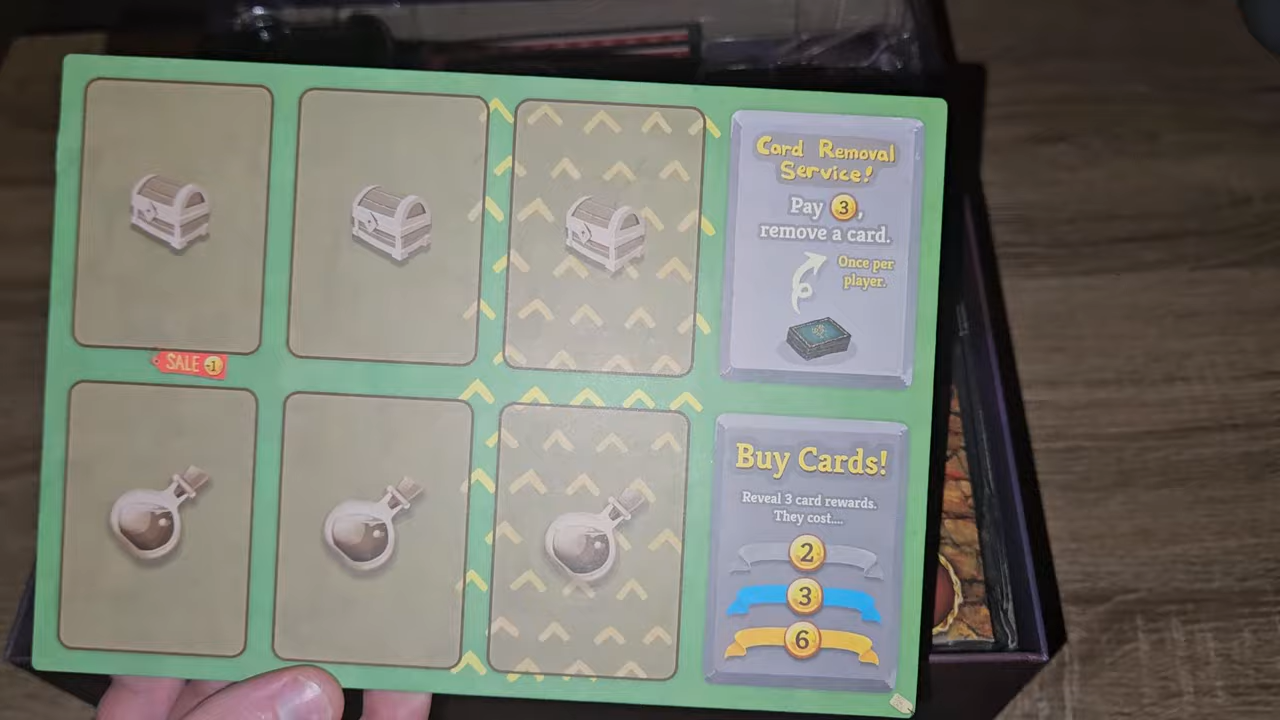 Card Removal
Service!
Pay 3,
remove a card.
Once per
player.
SALE -1
Buy Cards!
Reveal 3 card rewards.
They cost....
2
3
6